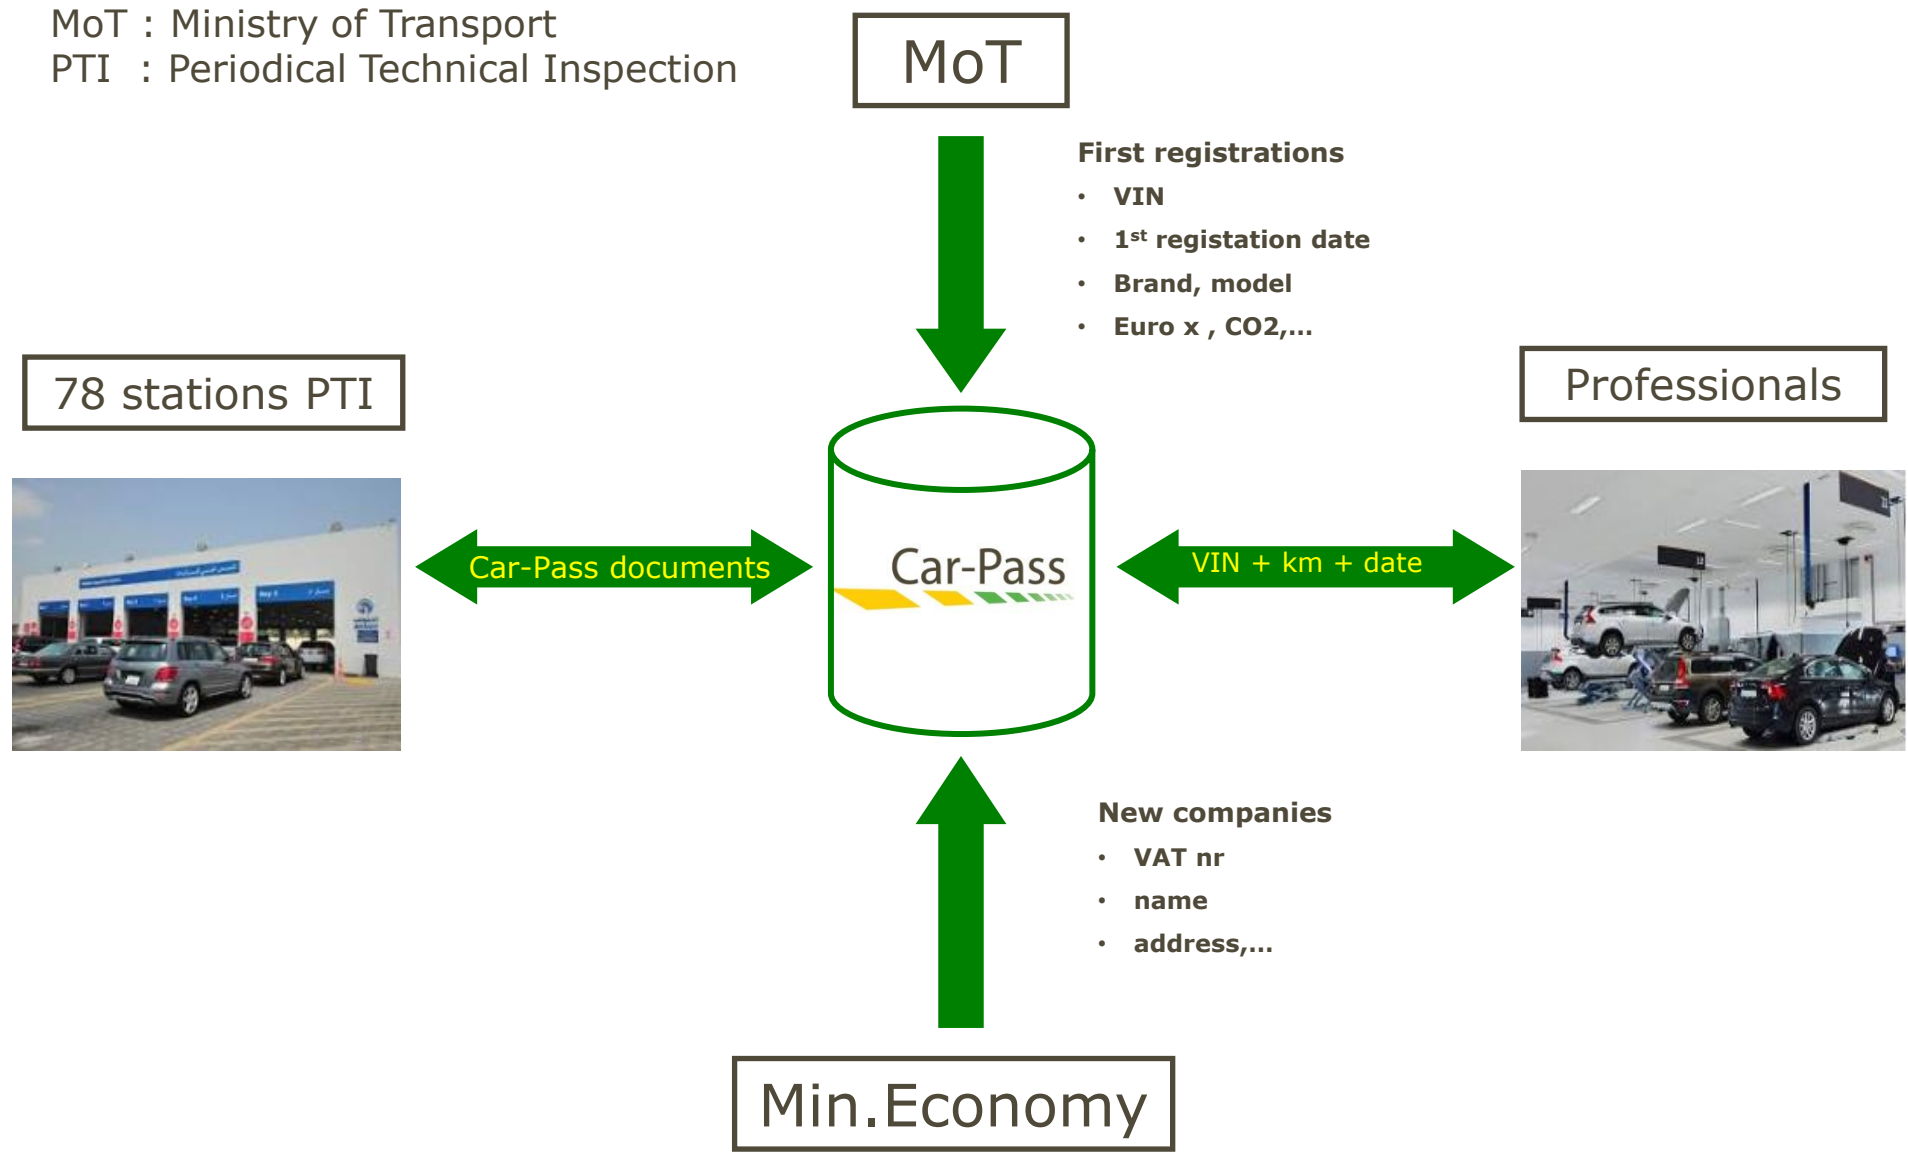 MoT : Ministry of Transport
PTI : Periodical Technical Inspection
MoT
First registrations
• VIN
• 1st registation date
• Brand, model
• Euro x , CO2,...
78 stations PTI
Professionals
Car-Pass documents
Car-Pass
VIN + km + date
New companies
• VAT nr
• name
• address,...
Min.Economy